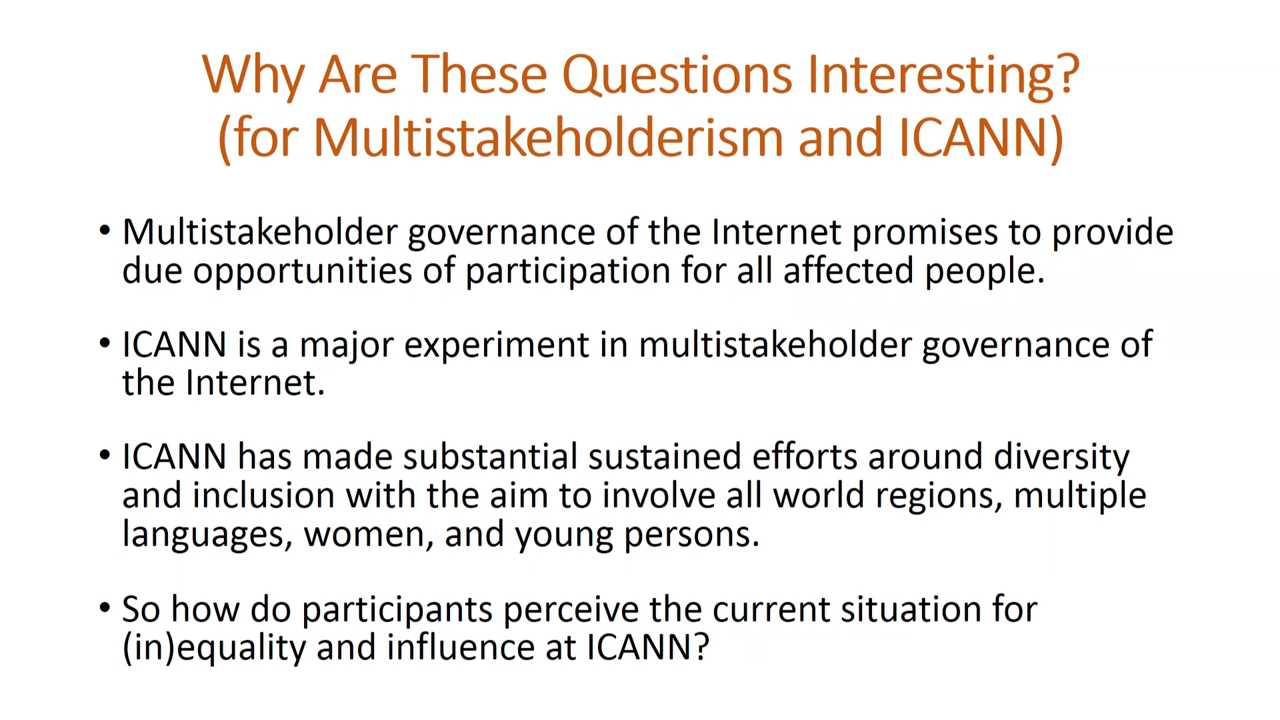 Why Are These Questions Interesting?
(for Multistakeholderism and ICANN)
• Multistakeholder governance of the Internet promises to provide
due opportunities of participation for all affected people.
• ICANN is a major experiment in multistakeholder governance of
the Internet.
• ICANN has made substantial sustained efforts around diversity
and inclusion with the aim to involve all world regions, multiple
languages, women, and young persons.
• So how do participants perceive the current situation for
(in)equality and influence at ICANN?